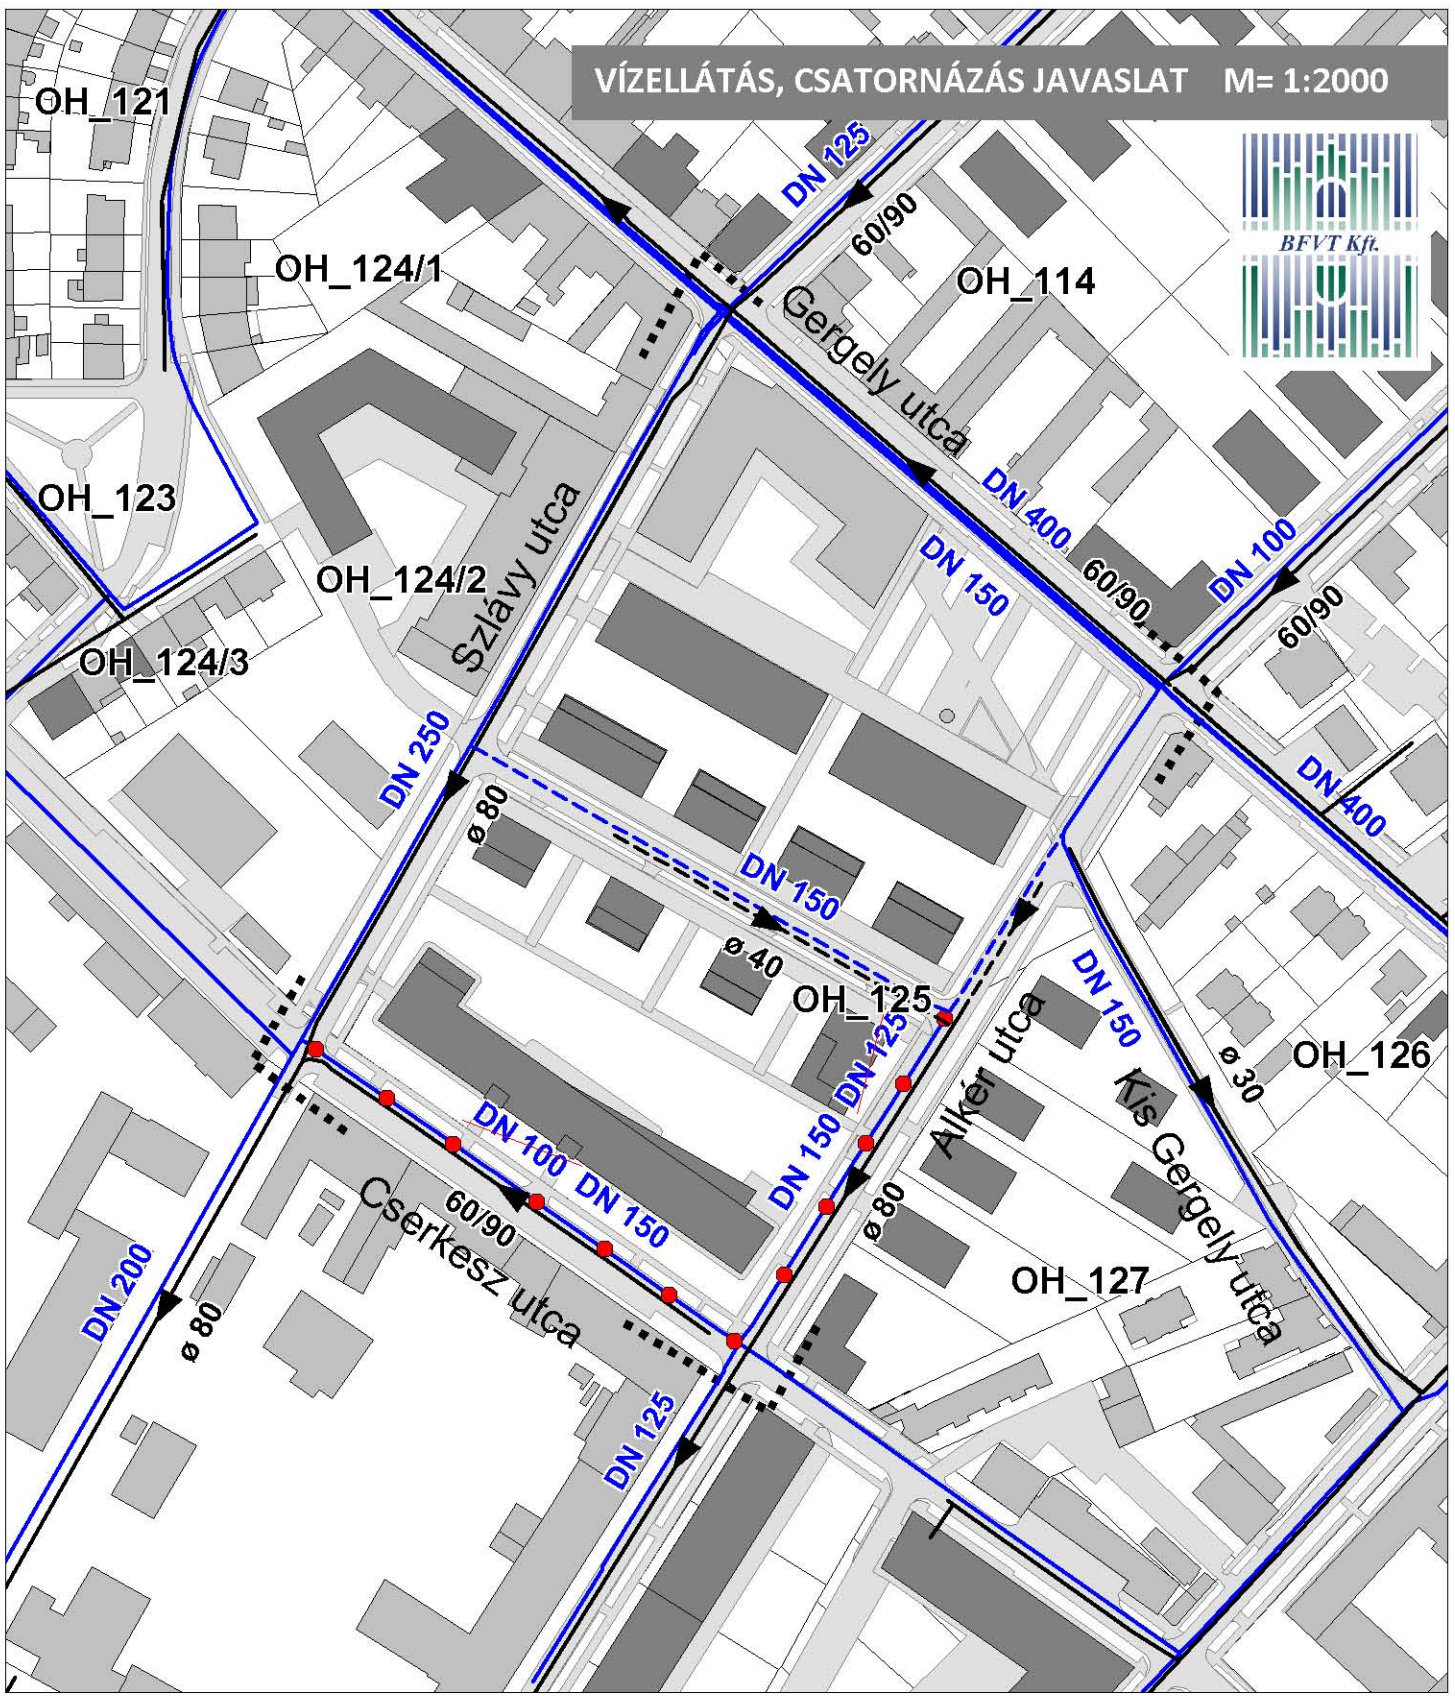 VÍZELLÁTÁS, CSATORNÁZÁS JAVASLAT M= 1:2000
OH_121
DN 125
60/90
BFVT Kft.
OH_124/1
OH_114
Gergely utca
DN 400
DN 150
60/90
DN 100
60/90
OH_123
Szlávy utca
OH_124/2
OH_124/3
DN 250
ø 80
DN 400
DN 150
ø 40
OH_125
DN 150 DN 125
Alkér utca
DN 150
ø 30
OH_126
Kis Gergely utca
DN 100 DN 150
60/90
Cserkesz utca
ø 80
DN 200
ø 80
OH_127
DN 125